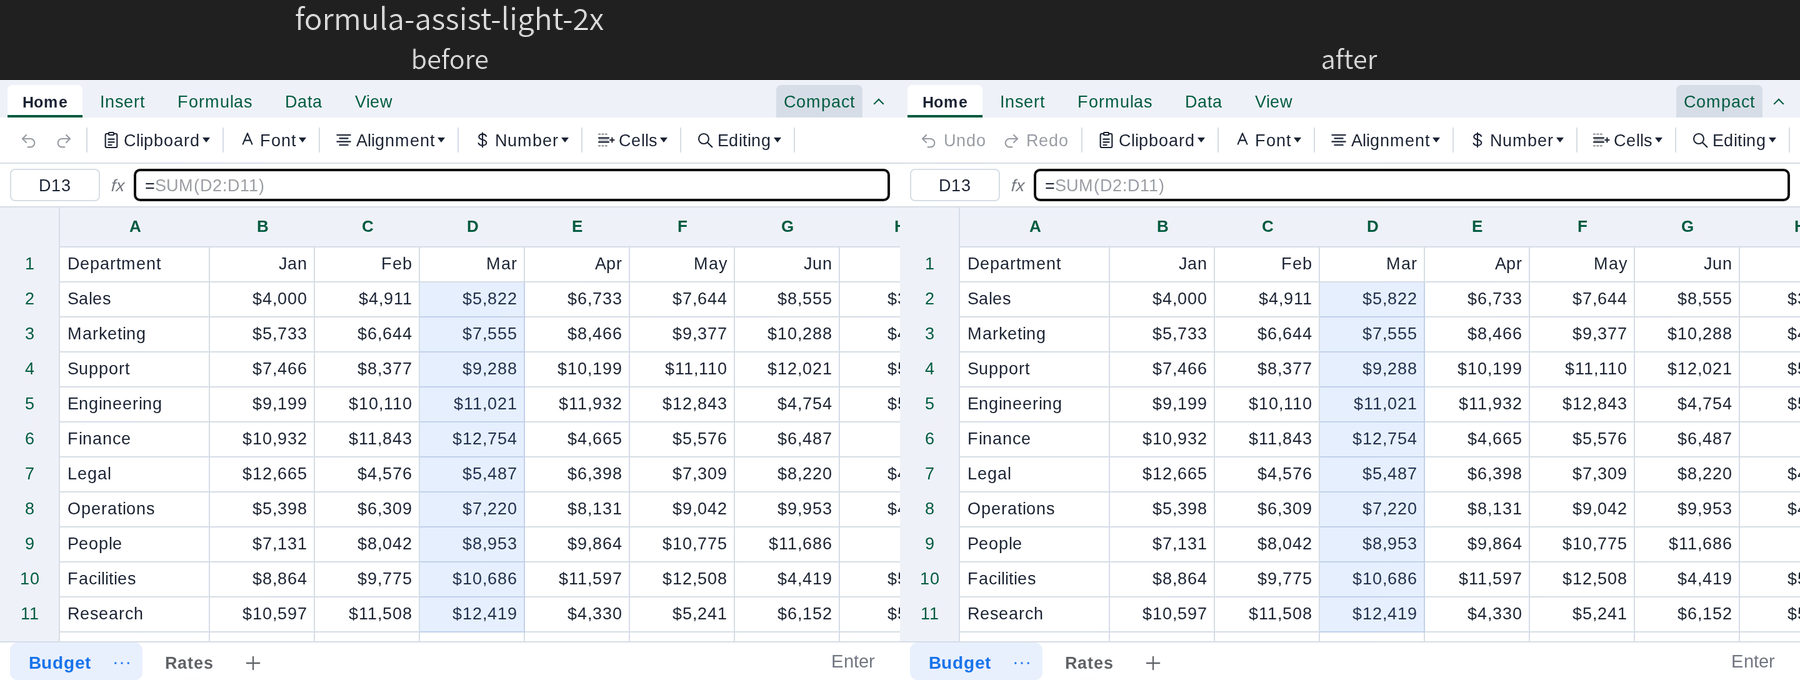 formula-assist-light-2x
before after
Home Insert Formulas Data View Compact Home Insert Formulas Data View Compact
Clipboard Font Alignment $ Number Cells Editing Undo Redo Clipboard Font Alignment $ Number Cells Editing
D13 fx =SUM(D2:D11) D13 fx =SUM(D2:D11)
A B C D E F G H A B C D E F G H
1 Department Jan Feb Mar Apr May Jun 1 Department Jan Feb Mar Apr May Jun
2 Sales $4,000 $4,911 $5,822 $6,733 $7,644 $8,555 2 Sales $4,000 $4,911 $5,822 $6,733 $7,644 $8,555
3 Marketing $5,733 $6,644 $7,555 $8,466 $9,377 $10,288 3 Marketing $5,733 $6,644 $7,555 $8,466 $9,377 $10,288
4 Support $7,466 $8,377 $9,288 $10,199 $11,110 $12,021 4 Support $7,466 $8,377 $9,288 $10,199 $11,110 $12,021
5 Engineering $9,199 $10,110 $11,021 $11,932 $12,843 $4,754 5 Engineering $9,199 $10,110 $11,021 $11,932 $12,843 $4,754
6 Finance $10,932 $11,843 $12,754 $4,665 $5,576 $6,487 6 Finance $10,932 $11,843 $12,754 $4,665 $5,576 $6,487
7 Legal $12,665 $4,576 $5,487 $6,398 $7,309 $8,220 7 Legal $12,665 $4,576 $5,487 $6,398 $7,309 $8,220
8 Operations $5,398 $6,309 $7,220 $8,131 $9,042 $9,953 8 Operations $5,398 $6,309 $7,220 $8,131 $9,042 $9,953
9 People $7,131 $8,042 $8,953 $9,864 $10,775 $11,686 9 People $7,131 $8,042 $8,953 $9,864 $10,775 $11,686
10 Facilities $8,864 $9,775 $10,686 $11,597 $12,508 $4,419 10 Facilities $8,864 $9,775 $10,686 $11,597 $12,508 $4,419
11 Research $10,597 $11,508 $12,419 $4,330 $5,241 $6,152 11 Research $10,597 $11,508 $12,419 $4,330 $5,241 $6,152
Budget ... Rates + Enter Budget ... Rates + Enter